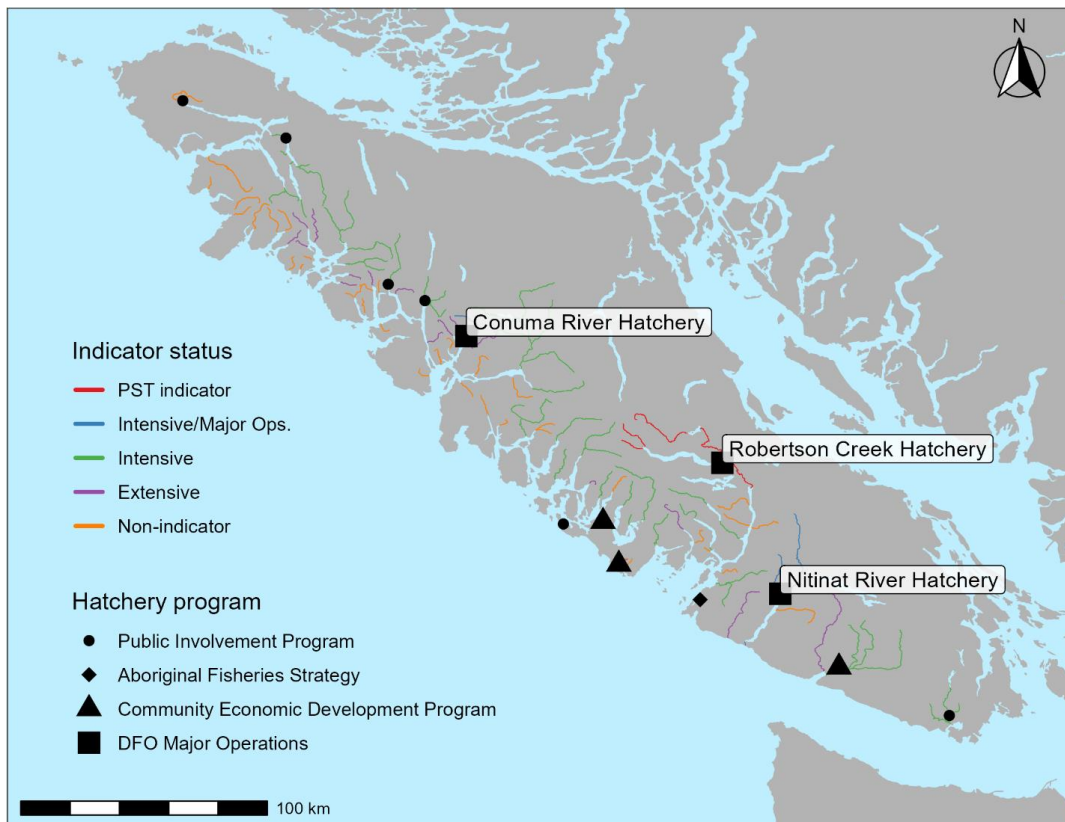 N
Conuma River Hatchery
Indicator status
PST indicator
Intensive/Major Ops.
Intensive
Extensive
Non-indicator
Robertson Creek Hatchery
Nitinat River Hatchery
Hatchery program
Public Involvement Program
Aboriginal Fisheries Strategy
Community Economic Development Program
DFO Major Operations
100 km